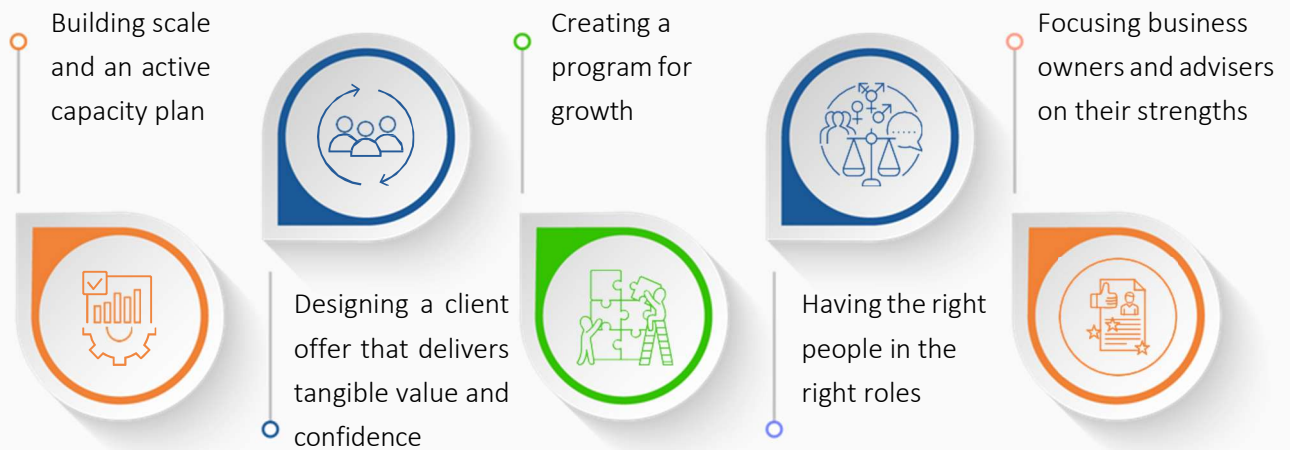 Building scale
and an active
capacity plan
Designing a client
offer that delivers
tangible value and
confidence
Creating a
program for
growth
Having the right
people in the
right roles
Focusing business
owners and advisers
on their strengths